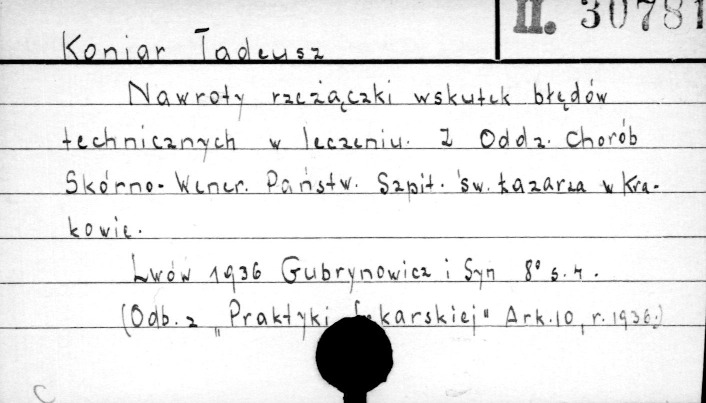 II. 30781
Koniar Tadeusz
Nawroty rzeżączki wskutek błędów
technicznych w leczeniu. Z Oddz. Chorób
Skórno-Wener. Państw. Szpit. św. Łazarza w Kra-
kowie.
Lwów 1936 Gubrynowicz i Syn 8° s. 4.
(Odb. z "Praktyki Lekarskiej" Ark. 10, r. 1936.)
C